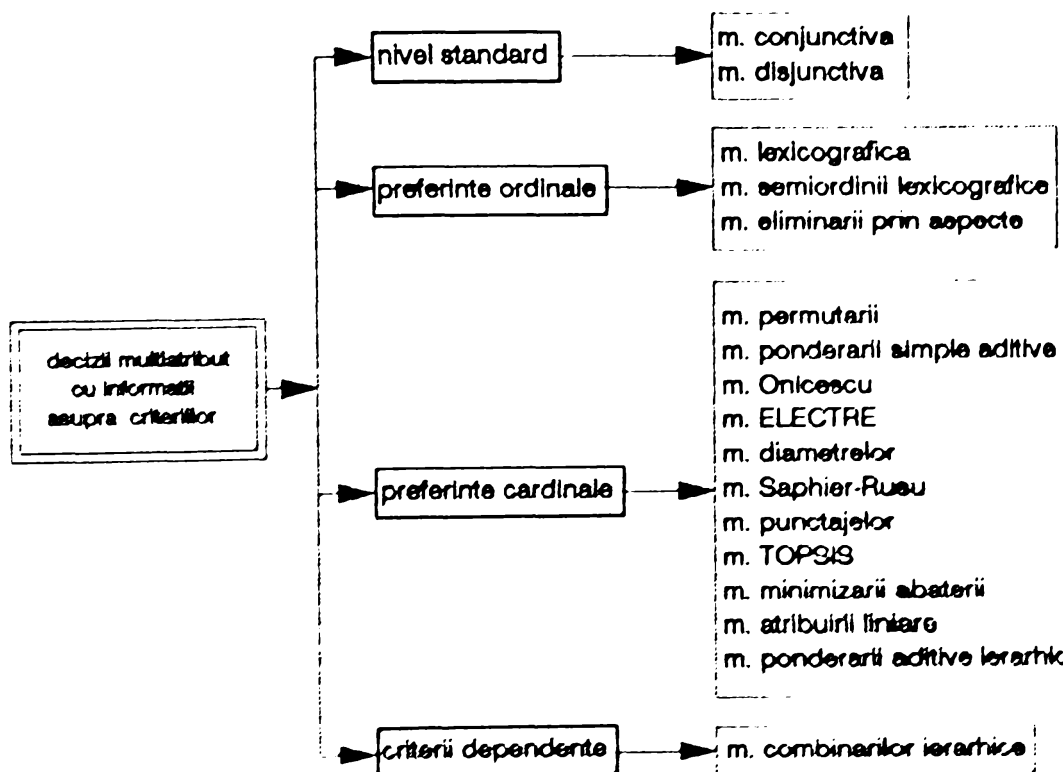 nivel standard
m. conjunctiva
m. disjunctiva
preferinte ordinale
m. lexicografica
m. semiordinii lexicografice
m. eliminarii prin aspecte
decizii multiatribut
cu informatii
asupra criteriilor
preferinte cardinale
m. permutarii
m. ponderarii simple aditive
m. Onicescu
m. ELECTRE
m. diametrelor
m. Saphier-Rusu
m. punctajelor
m. TOPSIS
m. minimizarii abaterii
m. atribuirii liniare
m. ponderarii aditive ierarhic
criterii dependente
m. combinarilor ierarhice